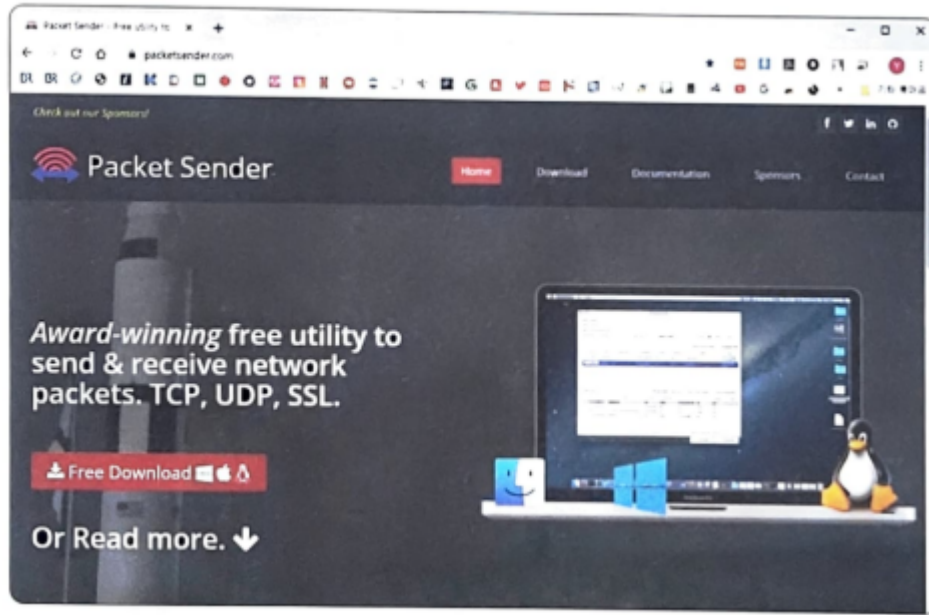 Packet Sender - Free utility to
packetsender.com
Check out our Sponsors!
Packet Sender
Home
Download
Documentation
Sponsors
Contact
Award-winning free utility to
send & receive network
packets. TCP, UDP, SSL.
Free Download
Or Read more.